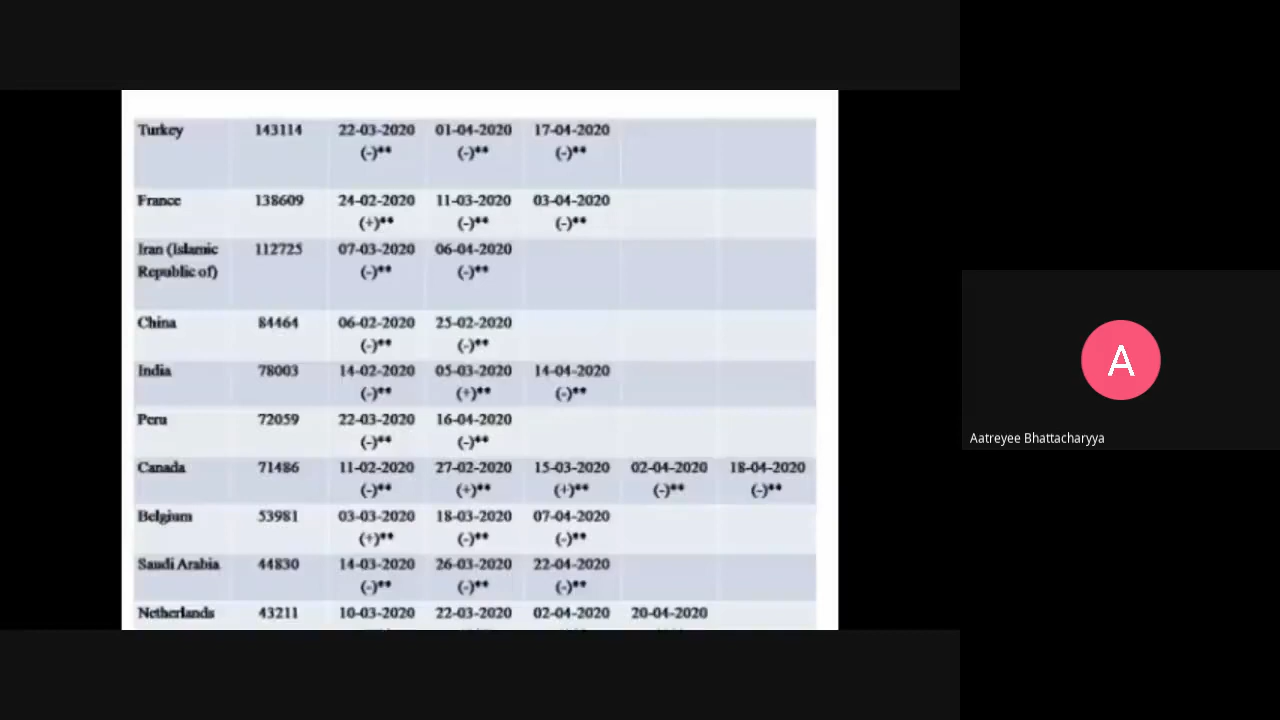 Turkey 143114 22-03-2020 01-04-2020 17-04-2020
(-)** (-)** (-)**
France 138609 24-02-2020 11-03-2020 03-04-2020
(+)** (-)** (-)**
Iran (Islamic 112725 07-03-2020 06-04-2020
Republic of) (-)** (-)**
China 84464 06-02-2020 25-02-2020
(-)** (-)**
India 78003 14-02-2020 05-03-2020 14-04-2020
(-)** (+)** (-)**
Peru 72059 22-03-2020 16-04-2020
(-)** (-)**
Canada 71486 11-02-2020 27-02-2020 15-03-2020 02-04-2020 18-04-2020
(-)** (+)** (+)** (-)** (-)**
Belgium 53981 03-03-2020 18-03-2020 07-04-2020
(+)** (-)** (-)**
Saudi Arabia 44830 14-03-2020 26-03-2020 22-04-2020
(-)** (-)** (-)**
Netherlands 43211 10-03-2020 22-03-2020 02-04-2020 20-04-2020
A
Aatreyee Bhattacharyya